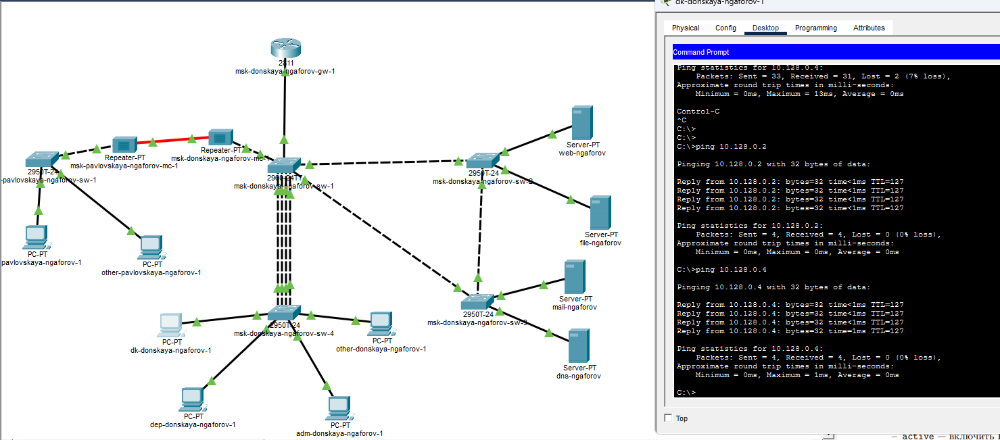 2811
msk-donskaya-ngaforov-gw-1
Repeater-PT
msk-pavlovskaya-ngaforov-mc-1
Repeater-PT
msk-donskaya-ngaforov-mc-1
2950T-24
-pavlovskaya-ngaforov-sw-1
msk-donskaya-ngaforov-sw-1
2950T-24
msk-donskaya-ngaforov-sw-2
Server-PT
web-ngaforov
Server-PT
file-ngaforov
PC-PT
pavlovskaya-ngaforov-1
PC-PT
other-pavlovskaya-ngaforov-1
Server-PT
mail-ngaforov
2950T-24
msk-donskaya-ngaforov-sw-3
2950T-24
msk-donskaya-ngaforov-sw-4
PC-PT
dk-donskaya-ngaforov-1
PC-PT
other-donskaya-ngaforov-1
Server-PT
dns-ngaforov
PC-PT
dep-donskaya-ngaforov-1
PC-PT
adm-donskaya-ngaforov-1
dk-donskaya-ngaforov-1
Physical Config Desktop Programming Attributes
Command Prompt
Ping statistics for 10.128.0.4:
Packets: Sent = 33, Received = 31, Lost = 2 (7% loss),
Approximate round trip times in milli-seconds:
Minimum = 0ms, Maximum = 13ms, Average = 0ms
Control-C
^C
C:\>
C:\>
C:\>ping 10.128.0.2
Pinging 10.128.0.2 with 32 bytes of data:
Reply from 10.128.0.2: bytes=32 time<1ms TTL=127
Reply from 10.128.0.2: bytes=32 time<1ms TTL=127
Reply from 10.128.0.2: bytes=32 time<1ms TTL=127
Reply from 10.128.0.2: bytes=32 time<1ms TTL=127
Ping statistics for 10.128.0.2:
Packets: Sent = 4, Received = 4, Lost = 0 (0% loss),
Approximate round trip times in milli-seconds:
Minimum = 0ms, Maximum = 0ms, Average = 0ms
C:\>ping 10.128.0.4
Pinging 10.128.0.4 with 32 bytes of data:
Reply from 10.128.0.4: bytes=32 time<1ms TTL=127
Reply from 10.128.0.4: bytes=32 time<1ms TTL=127
Reply from 10.128.0.4: bytes=32 time<1ms TTL=127
Reply from 10.128.0.4: bytes=32 time=1ms TTL=127
Ping statistics for 10.128.0.4:
Packets: Sent = 4, Received = 4, Lost = 0 (0% loss),
Approximate round trip times in milli-seconds:
Minimum = 0ms, Maximum = 1ms, Average = 0ms
C:\>
Top
– active — включить